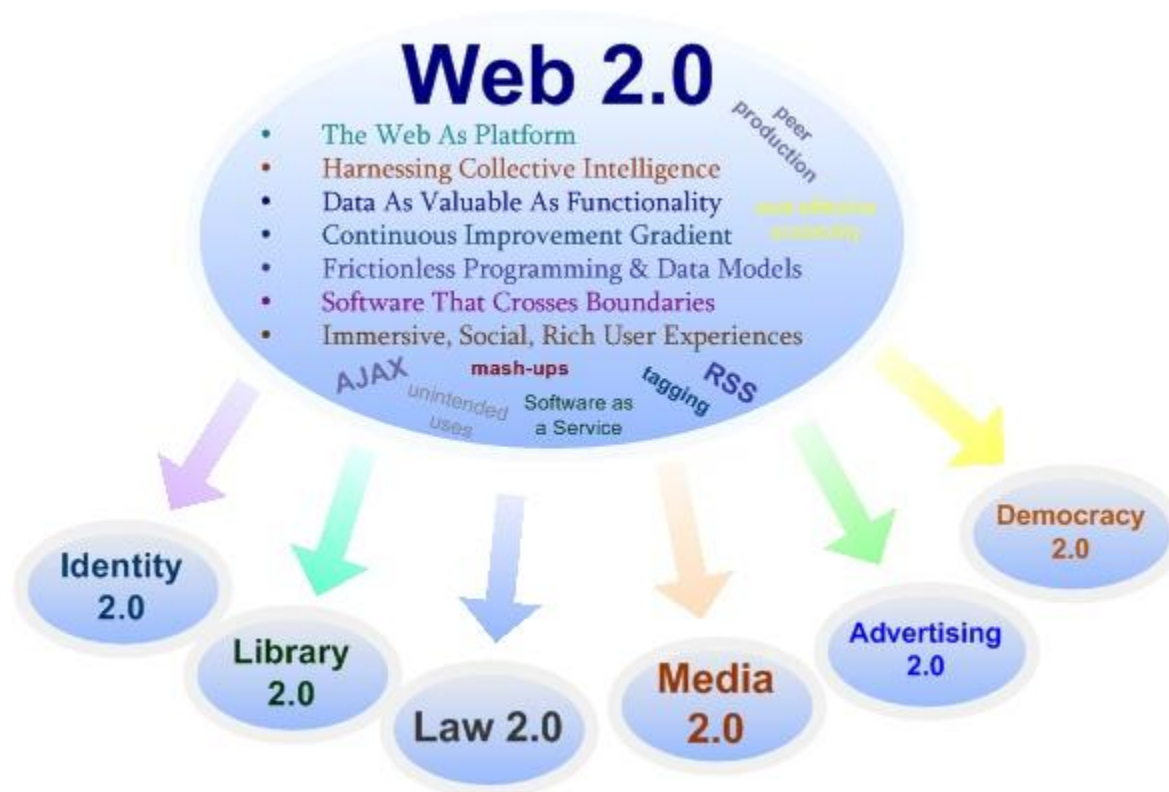 Web 2.0
peer
production
• The Web As Platform
• Harnessing Collective Intelligence
• Data As Valuable As Functionality
• Continuous Improvement Gradient
• Frictionless Programming & Data Models
• Software That Crosses Boundaries
• Immersive, Social, Rich User Experiences
cost effective
scalability
AJAX
unintended
uses
mash-ups
Software as
a Service
tagging
RSS
Identity
2.0
Library
2.0
Law 2.0
Media
2.0
Advertising
2.0
Democracy
2.0